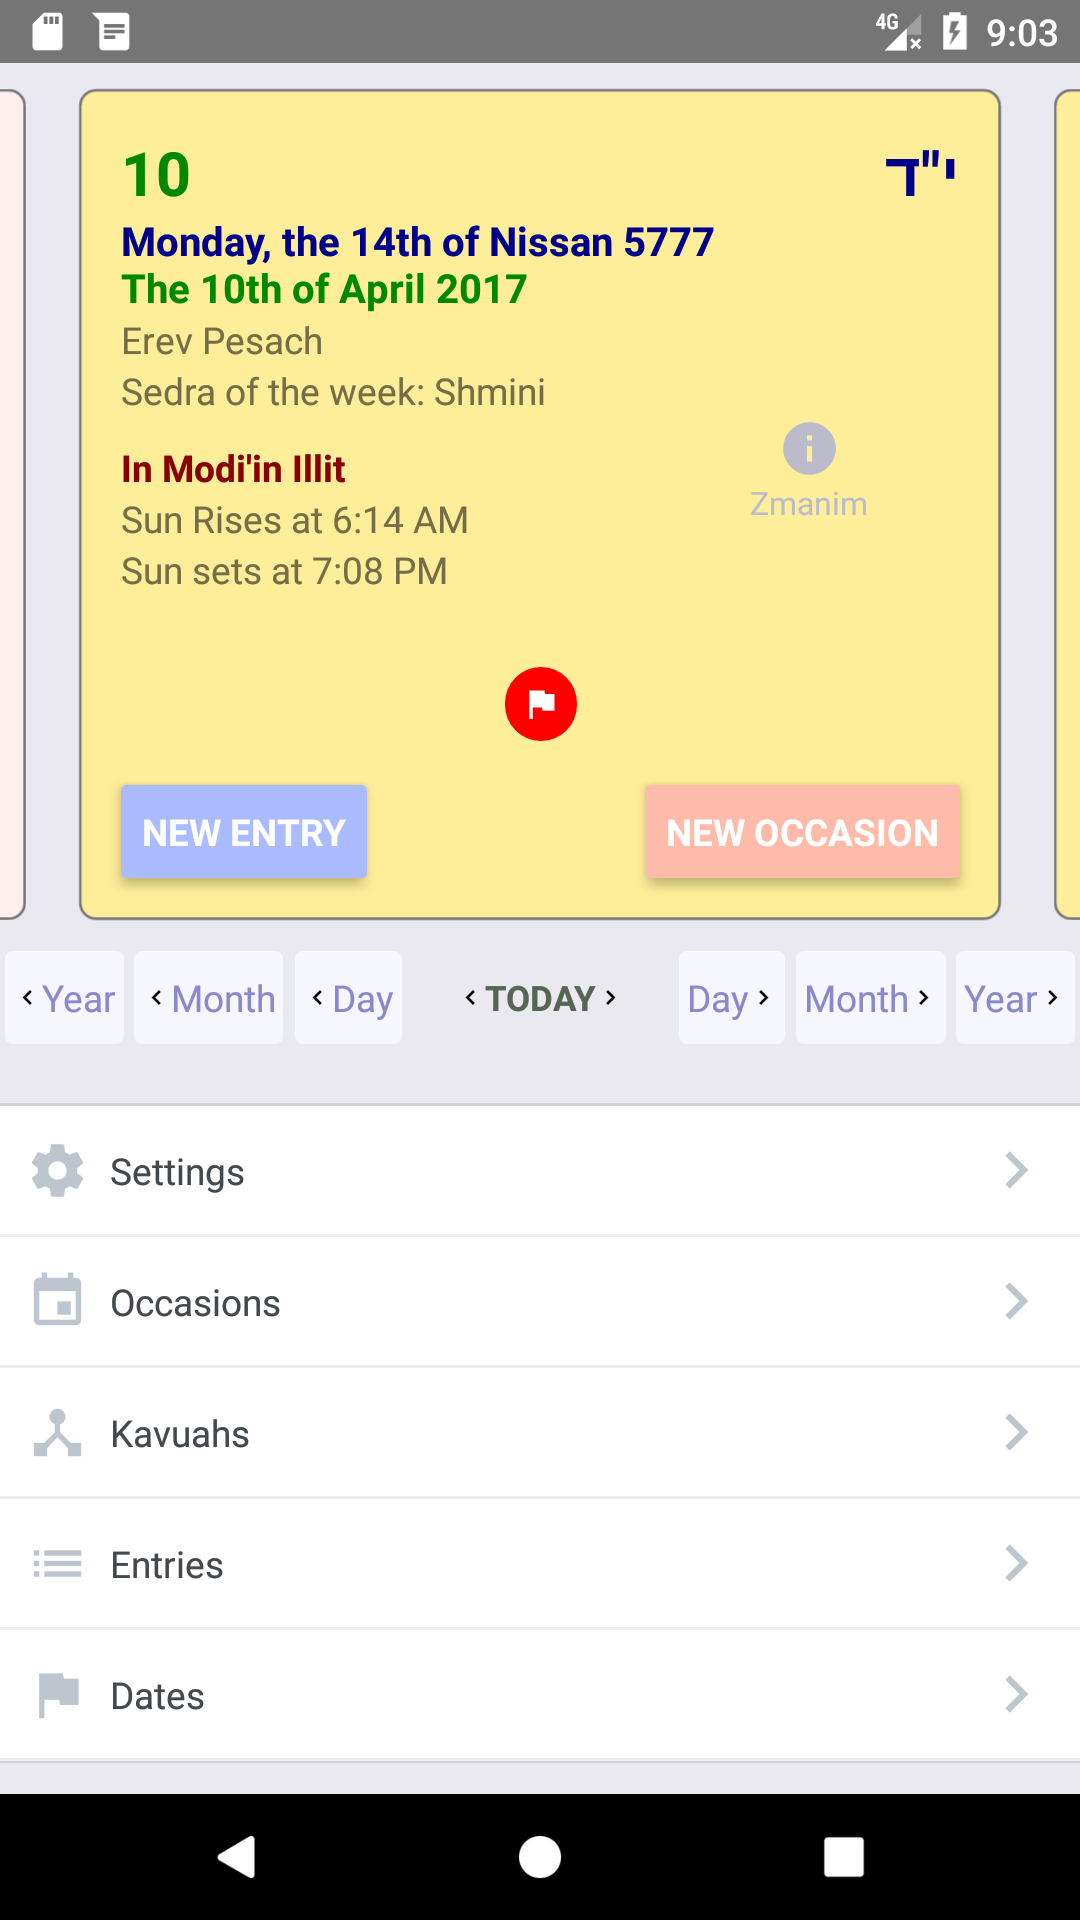 4G 9:03
10 י"ד
Monday, the 14th of Nissan 5777
The 10th of April 2017
Erev Pesach
Sedra of the week: Shmini
In Modi'in Illit
Zmanim
Sun Rises at 6:14 AM
Sun sets at 7:08 PM
NEW ENTRY NEW OCCASION
Year Month Day TODAY Day Month Year
Settings
Occasions
Kavuahs
Entries
Dates